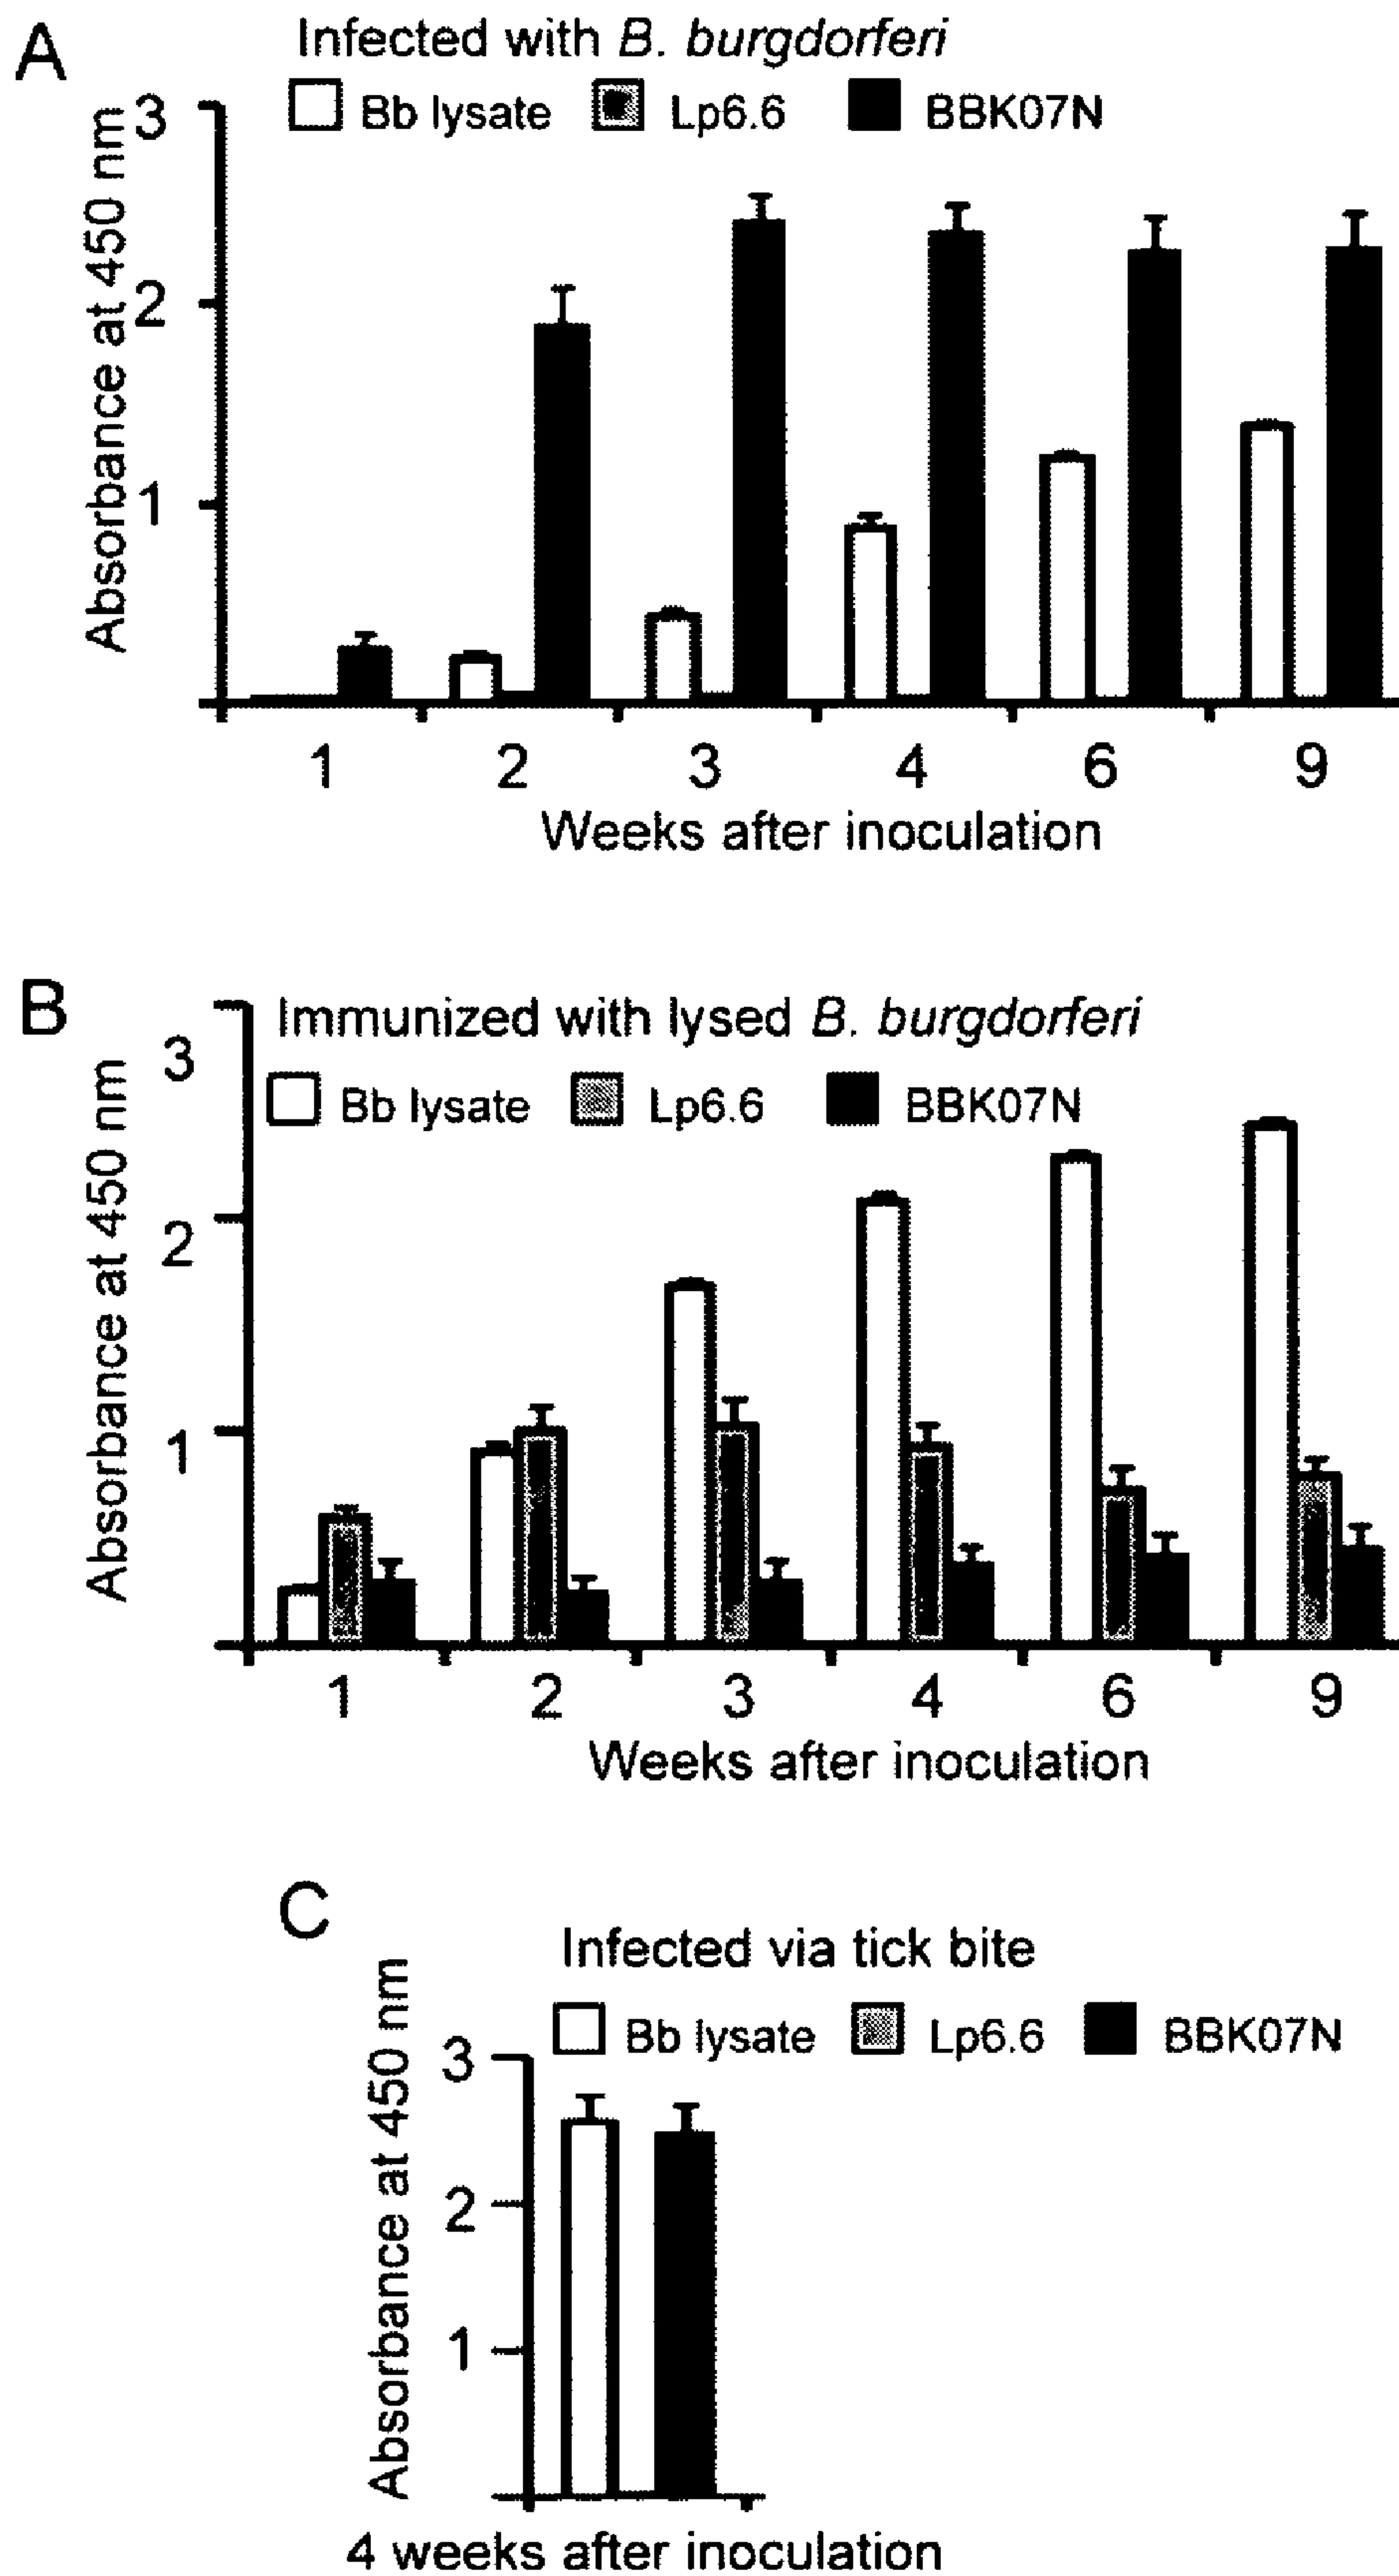 A
Infected with B. burgdorferi
Bb lysate Lp6.6 BBK07N
Absorbance at 450 nm
3
2
1
1 2 3 4 6 9
Weeks after inoculation
B
Immunized with lysed B. burgdorferi
Bb lysate Lp6.6 BBK07N
Absorbance at 450 nm
3
2
1
1 2 3 4 6 9
Weeks after inoculation
C
Infected via tick bite
Bb lysate Lp6.6 BBK07N
Absorbance at 450 nm
3
2
1
4 weeks after inoculation